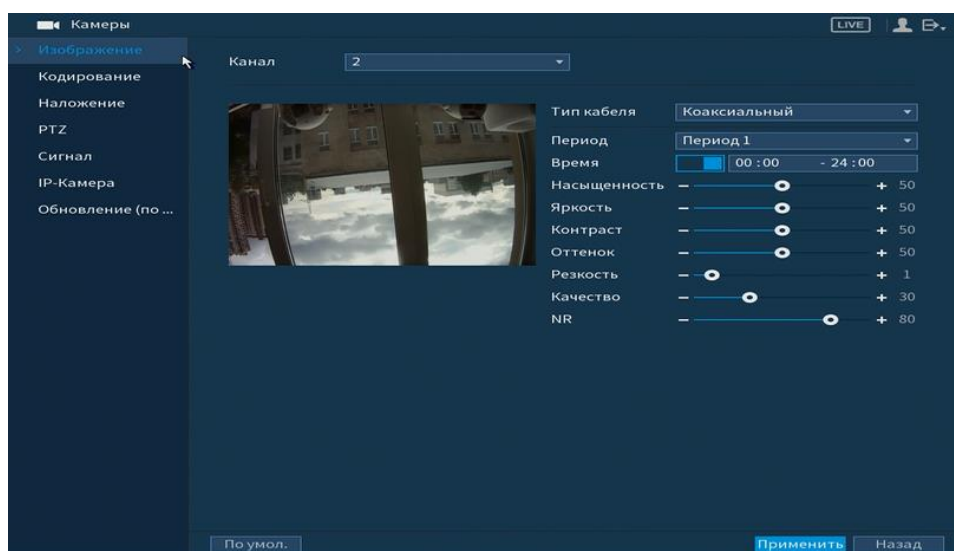 Камеры
LIVE
Изображение
Кодирование
Наложение
PTZ
Сигнал
IP-Камера
Обновление (по ...
Канал 2
Тип кабеля Коаксиальный
Период Период 1
Время 00 : 00 - 24 : 00
Насыщенность 50
Яркость 50
Контраст 50
Оттенок 50
Резкость 1
Качество 30
NR 80
По умол.
Применить
Назад